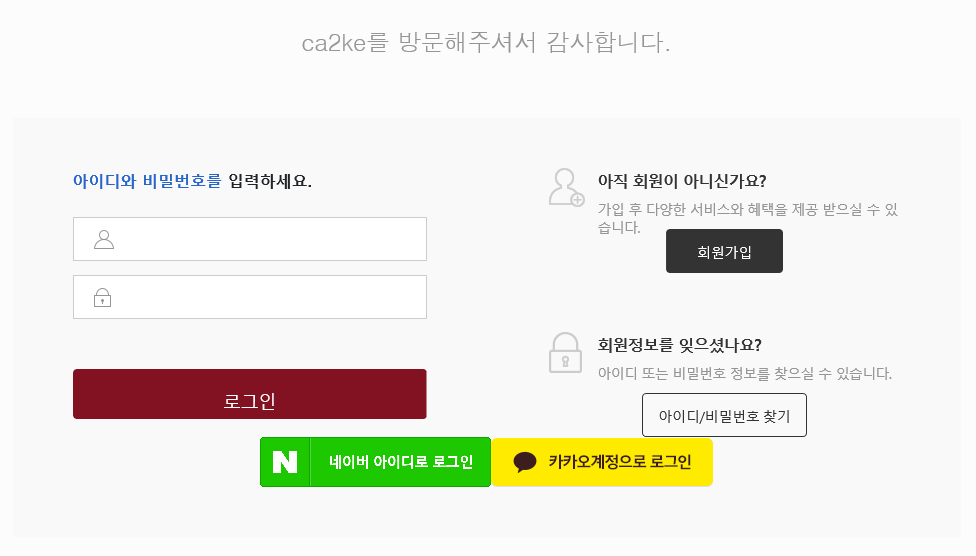 ca2ke를 방문해주셔서 감사합니다.
아이디와 비밀번호를 입력하세요.
로그인
아직 회원이 아니신가요?
가입 후 다양한 서비스와 혜택을 제공 받으실 수 있
습니다.
회원가입
회원정보를 잊으셨나요?
아이디 또는 비밀번호 정보를 찾으실 수 있습니다.
아이디/비밀번호 찾기
N 네이버 아이디로 로그인
카카오계정으로 로그인